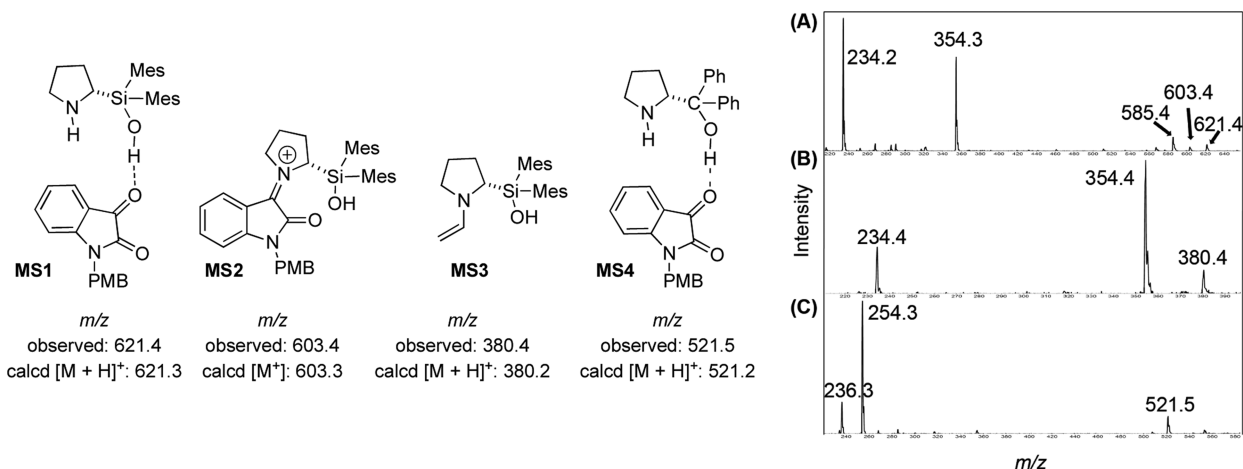 Mes
Si
Mes
N
H
O
H
O
O
N
PMB
MS1
m/z
observed: 621.4
calcd [M + H]+: 621.3
N
Mes
Si
Mes
OH
O
N
PMB
MS2
m/z
observed: 603.4
calcd [M+]: 603.3
Mes
Si
Mes
N
OH
MS3
m/z
observed: 380.4
calcd [M + H]+: 380.2
Ph
C
Ph
N
H
O
H
O
O
N
PMB
MS4
m/z
observed: 521.5
calcd [M + H]+: 521.2
(A)
234.2
354.3
585.4
603.4
621.4
(B)
234.4
354.4
380.4
(C)
236.3
254.3
521.5
Intensity
m/z